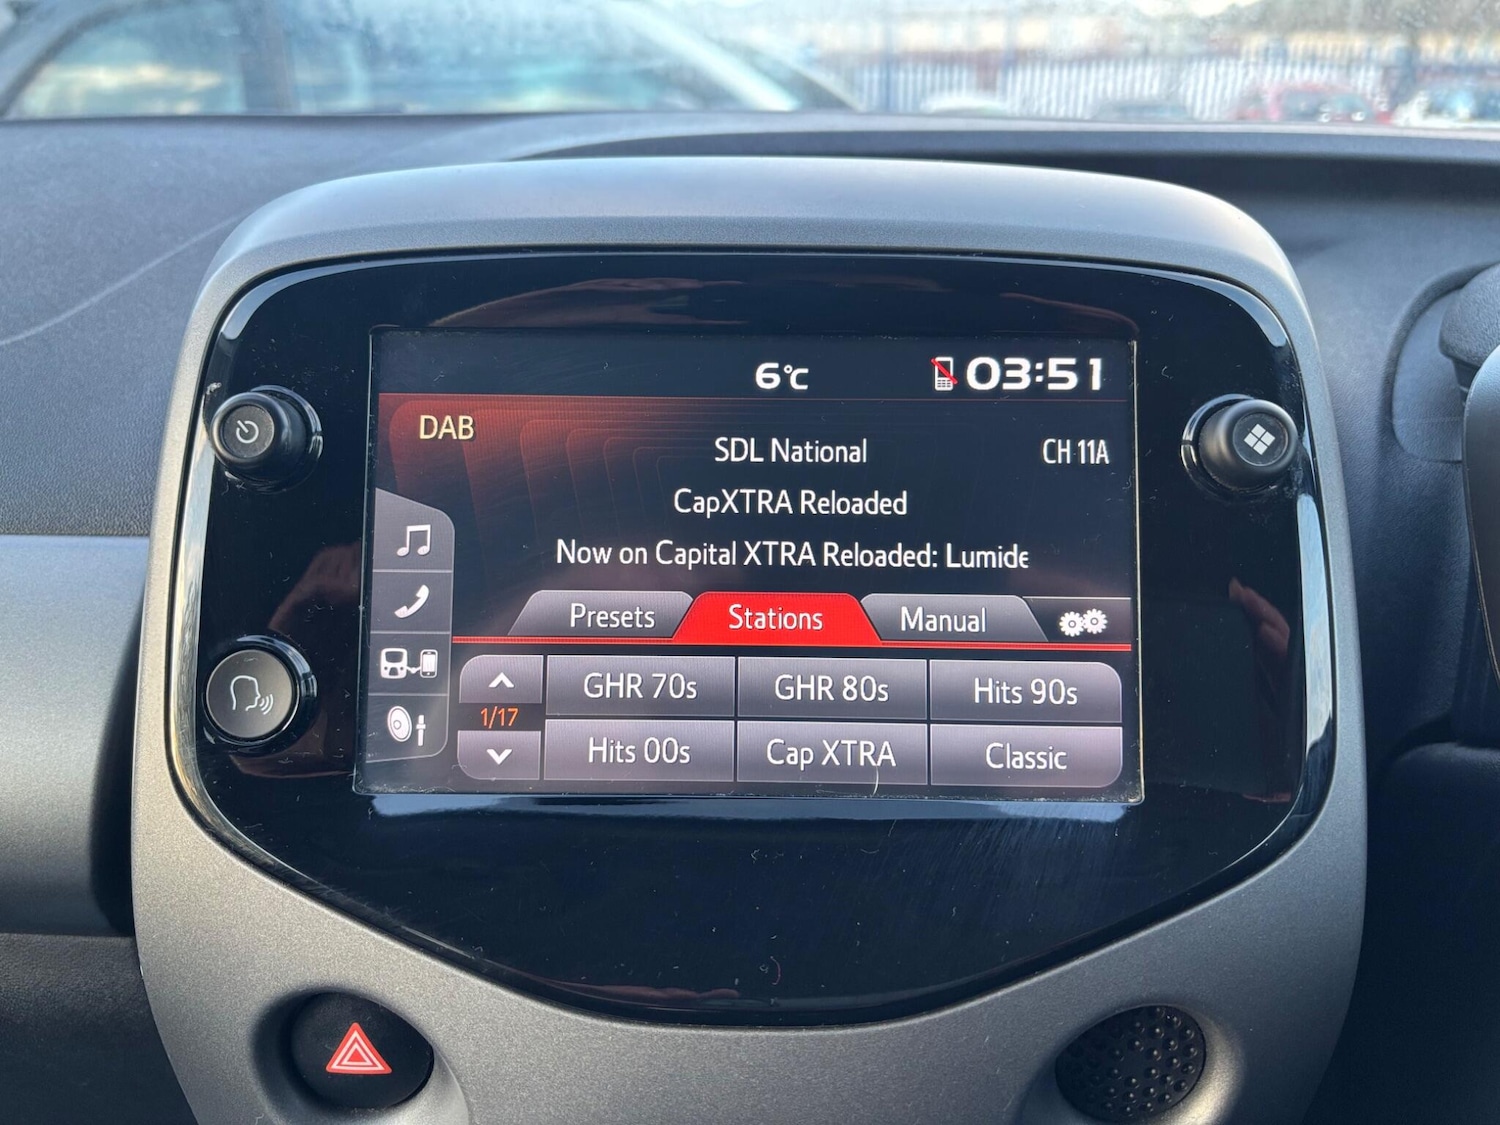 6°C 03:51
DAB
SDL National CH 11A
CapXTRA Reloaded
Now on Capital XTRA Reloaded: Lumide
Presets Stations Manual
GHR 70s GHR 80s Hits 90s
1/17
Hits 00s Cap XTRA Classic